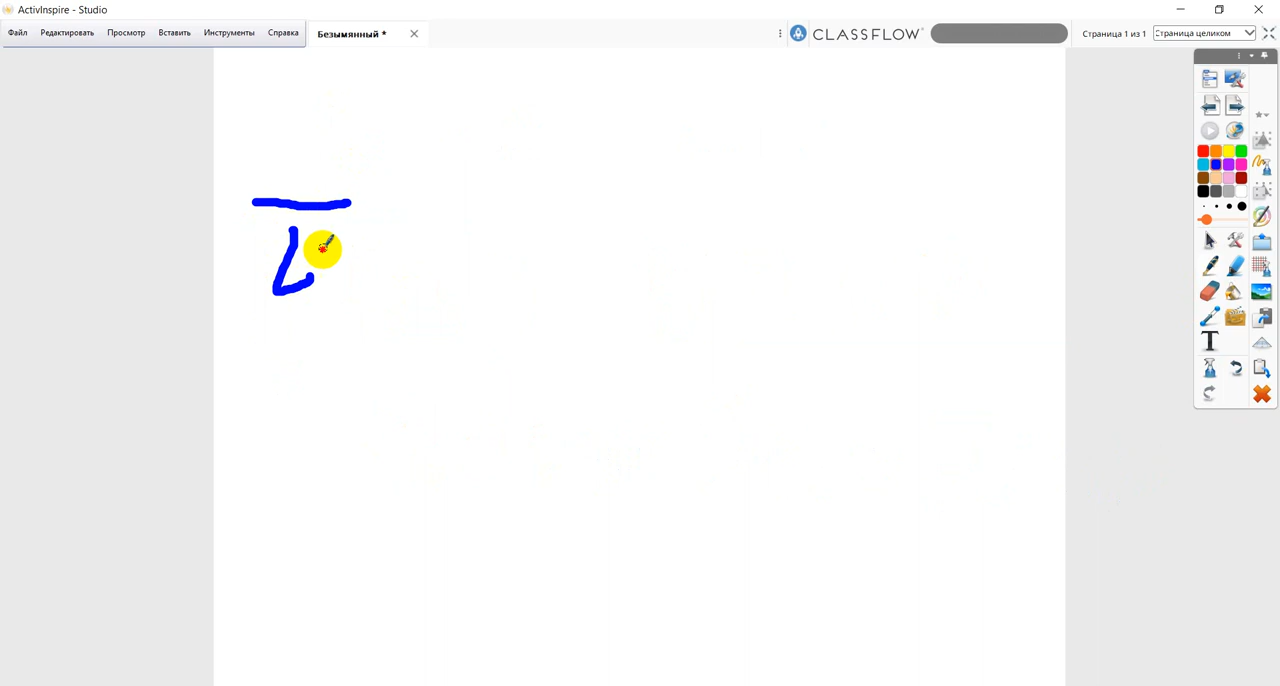 ActivInspire - Studio
Файл Редактировать Просмотр Вставить Инструменты Справка Безымянный * CLASSFLOW Страница 1 из 1 Страница целиком
T